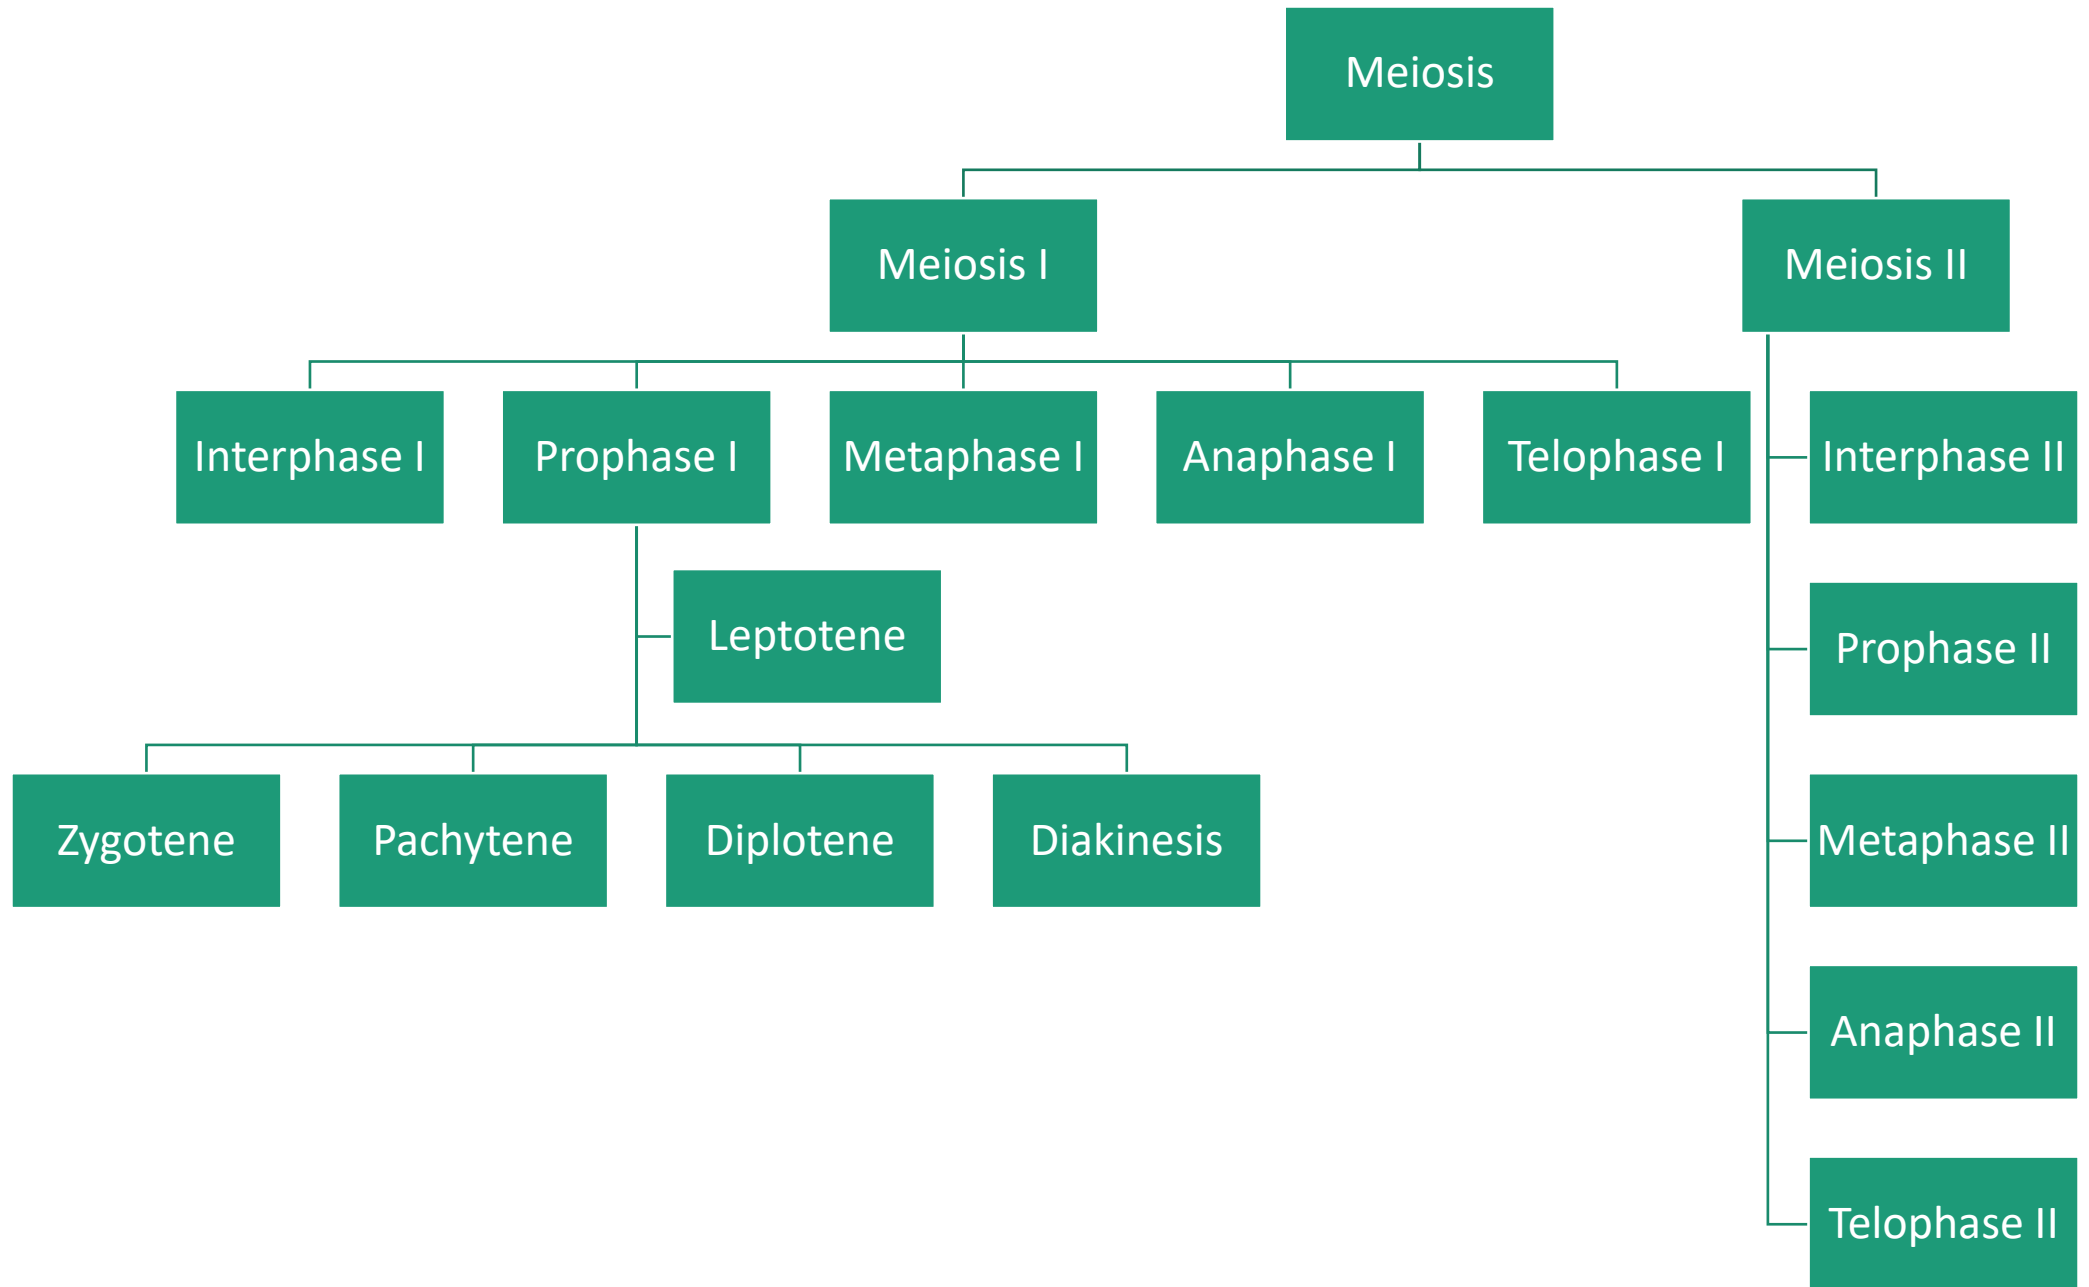 Meiosis
Meiosis I
Meiosis II
Interphase I
Prophase I
Metaphase I
Anaphase I
Telophase I
Interphase II
Leptotene
Prophase II
Zygotene
Pachytene
Diplotene
Diakinesis
Metaphase II
Anaphase II
Telophase II